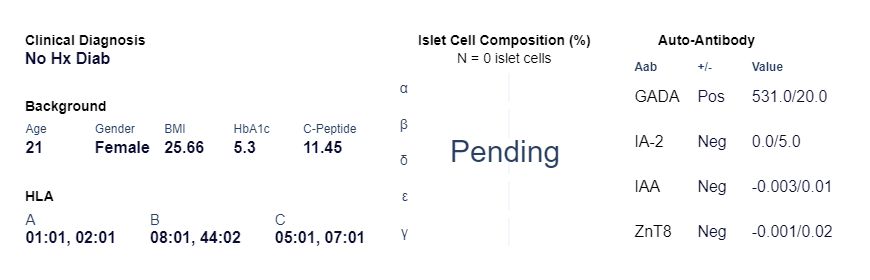 Clinical Diagnosis
No Hx Diab
Background
Age Gender BMI HbA1c C-Peptide
21 Female 25.66 5.3 11.45
HLA
A B C
01:01, 02:01 08:01, 44:02 05:01, 07:01
Islet Cell Composition (%)
N = 0 islet cells
α
β
δ
ε
γ
Pending
Auto-Antibody
Aab +/- Value
GADA Pos 531.0/20.0
IA-2 Neg 0.0/5.0
IAA Neg -0.003/0.01
ZnT8 Neg -0.001/0.02